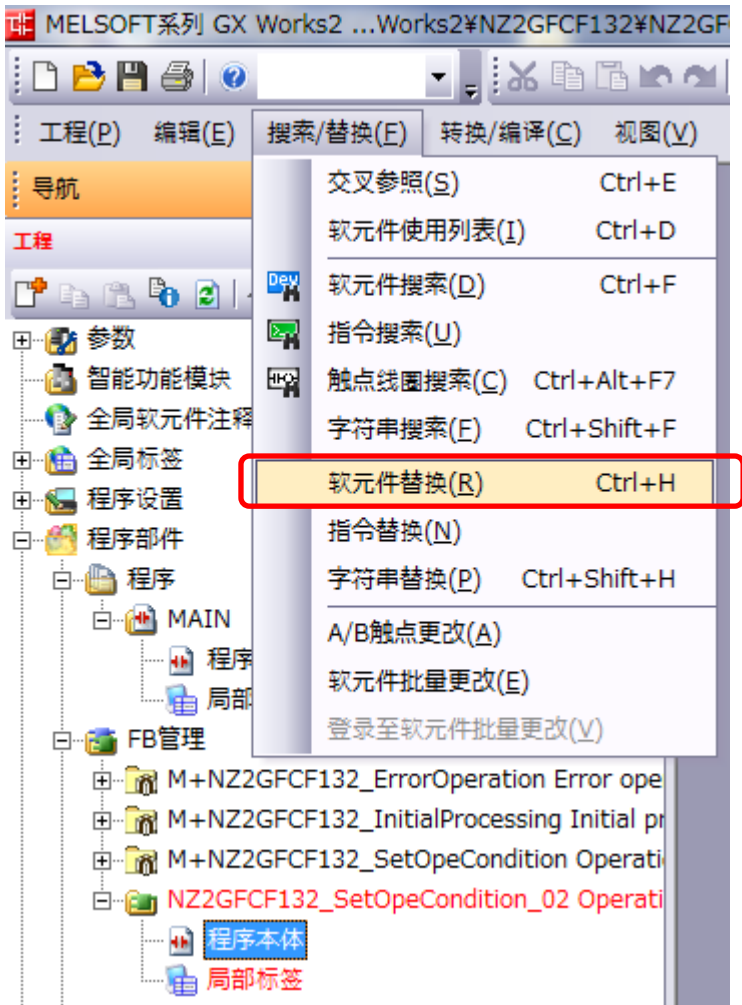 MELSOFT系列 GX Works2 ...Works2¥NZ2GFCF132¥NZ2GF
工程(P) 编辑(E) 搜索/替换(F) 转换/编译(C) 视图(V)
导航
工程
交叉参照(S) Ctrl+E
软元件使用列表(I) Ctrl+D
软元件搜索(D) Ctrl+F
指令搜索(U)
触点线圈搜索(C) Ctrl+Alt+F7
字符串搜索(F) Ctrl+Shift+F
软元件替换(R) Ctrl+H
指令替换(N)
字符串替换(P) Ctrl+Shift+H
A/B触点更改(A)
软元件批量更改(E)
登录至软元件批量更改(V)
参数
智能功能模块
全局软元件注释
全局标签
程序设置
程序部件
程序
MAIN
程序
局部
FB管理
M+NZ2GFCF132_ErrorOperation Error ope
M+NZ2GFCF132_InitialProcessing Initial pr
M+NZ2GFCF132_SetOpeCondition Operati
NZ2GFCF132_SetOpeCondition_02 Operati
程序本体
局部标签